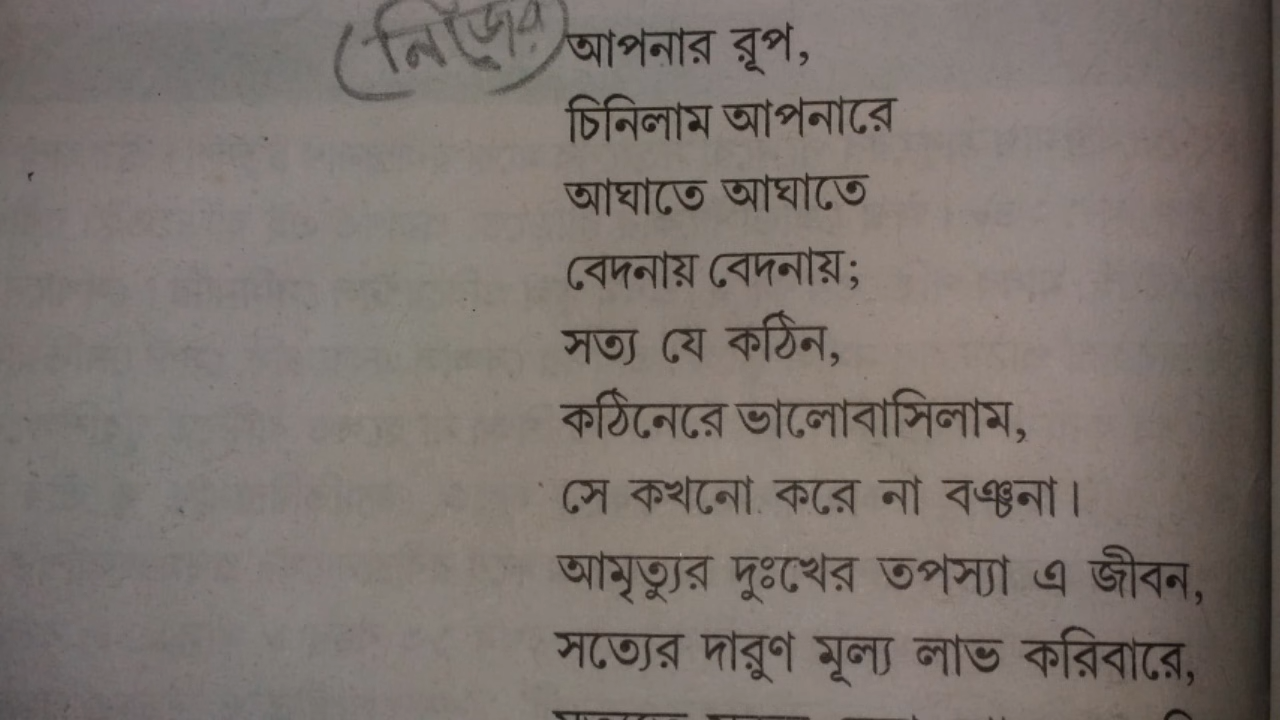 (নিজের) আপনার রূপ,
চিনিলাম আপনারে
আঘাতে আঘাতে
বেদনায় বেদনায়;
সত্য যে কঠিন,
কঠিনেরে ভালোবাসিলাম,
সে কখনো করে না বঞ্চনা।
আমৃত্যুর দুঃখের তপস্যা এ জীবন,
সত্যের দারুণ মূল্য লাভ করিবারে,